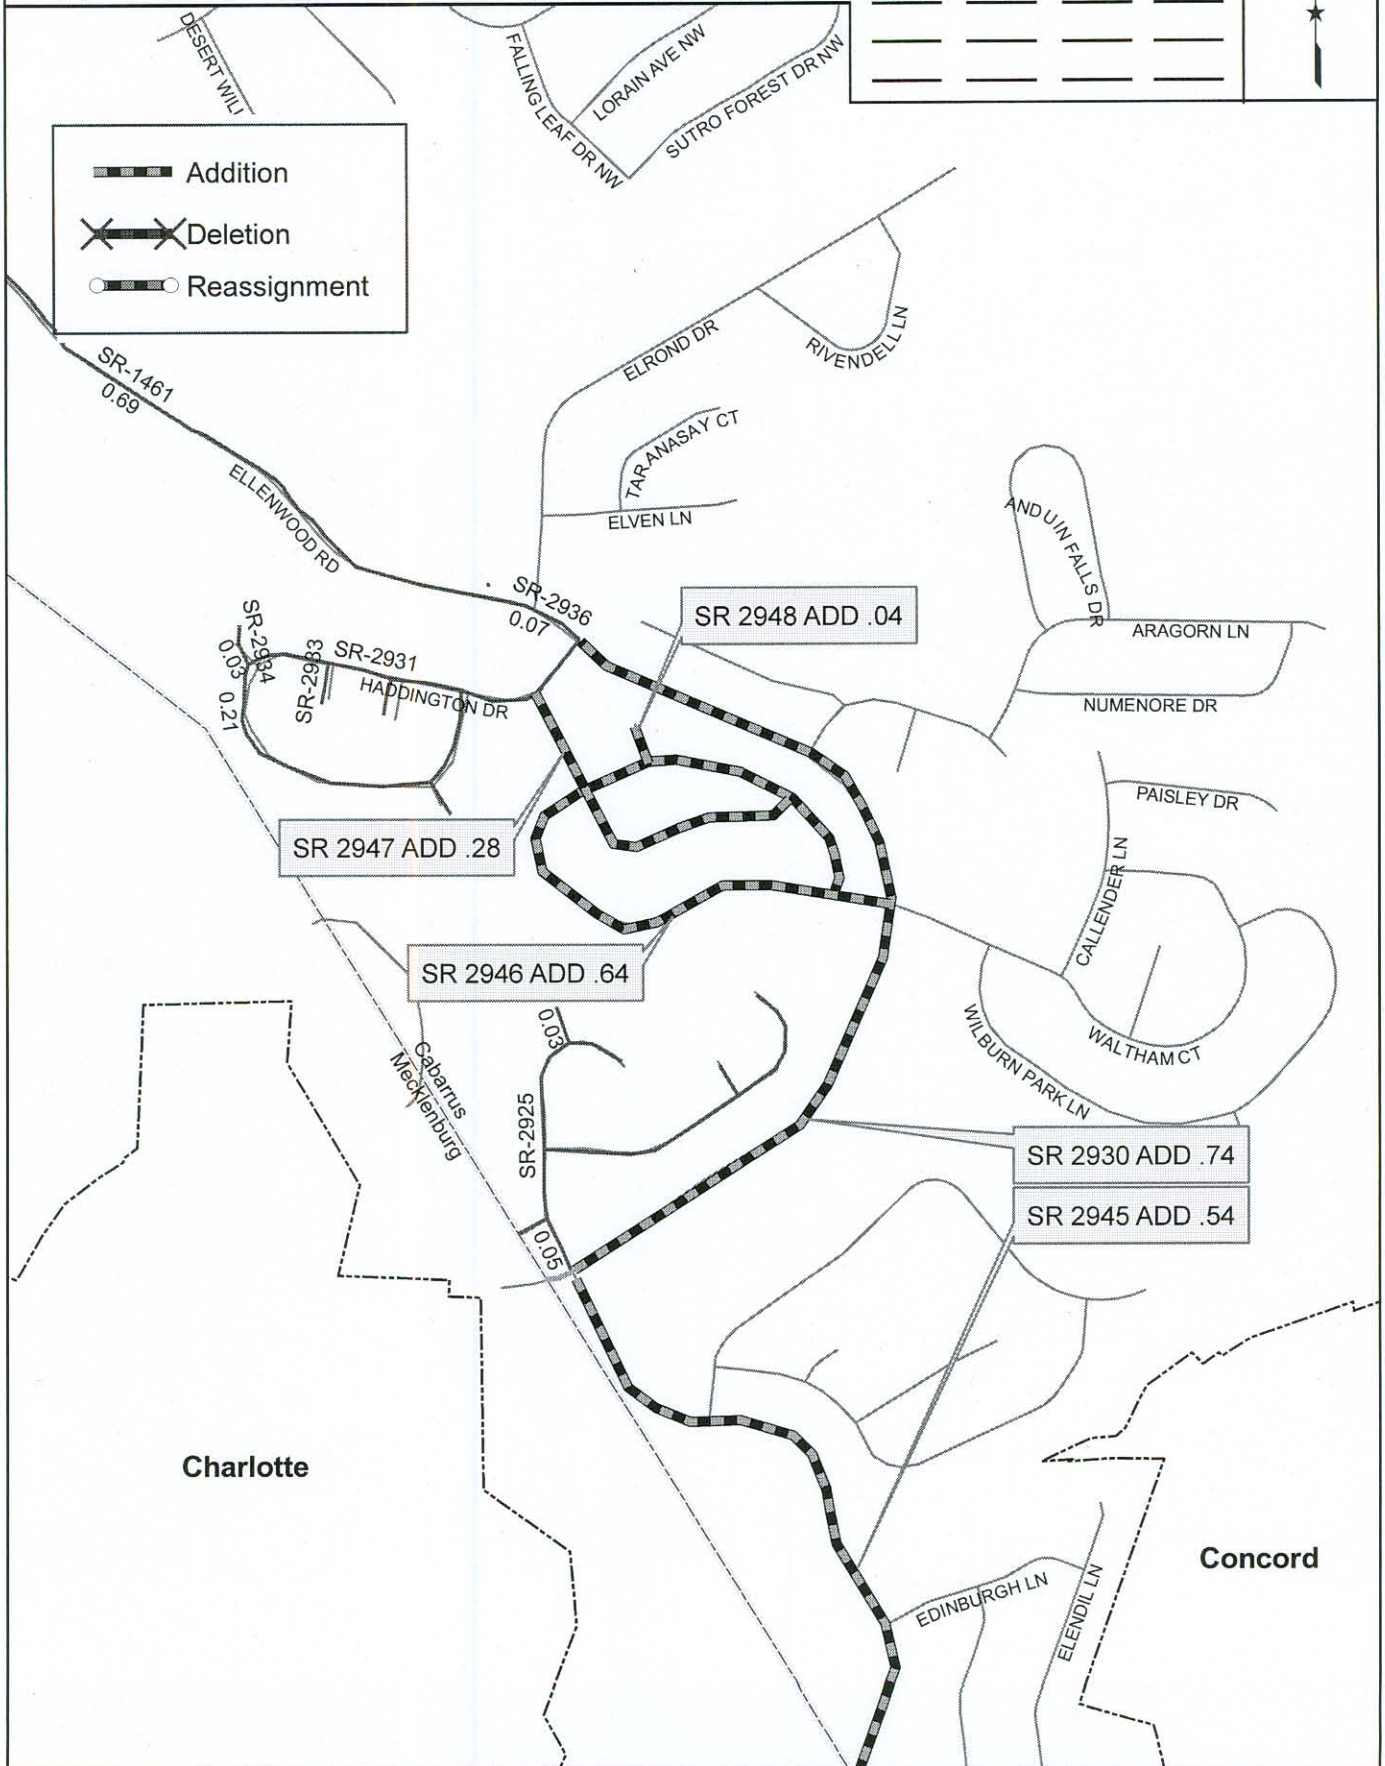 DESERT WILL
FALLING LEAF DR NW
LORAIN AVE NW
SUTRO FOREST DR NW
Addition
Deletion
Reassignment
SR-1461
0.69
ELLENWOOD RD
ELROND DR
RIVENDELL LN
TARANASAY CT
ELVEN LN
ANDUIN FALLS DR
ARAGORN LN
NUMENORE DR
SR-2936
0.07
SR 2948 ADD .04
SR-2934
0.03
SR-2933
SR-2931
HADDINGTON DR
0.21
PAISLEY DR
SR 2947 ADD .28
CALLENDER LN
SR 2946 ADD .64
0.03
WILBURN PARK LN
WALTHAM CT
Cabarrus
Mecklenburg
SR-2925
SR 2930 ADD .74
SR 2945 ADD .54
0.05
Charlotte
Concord
EDINBURGH LN
ELENDIL LN